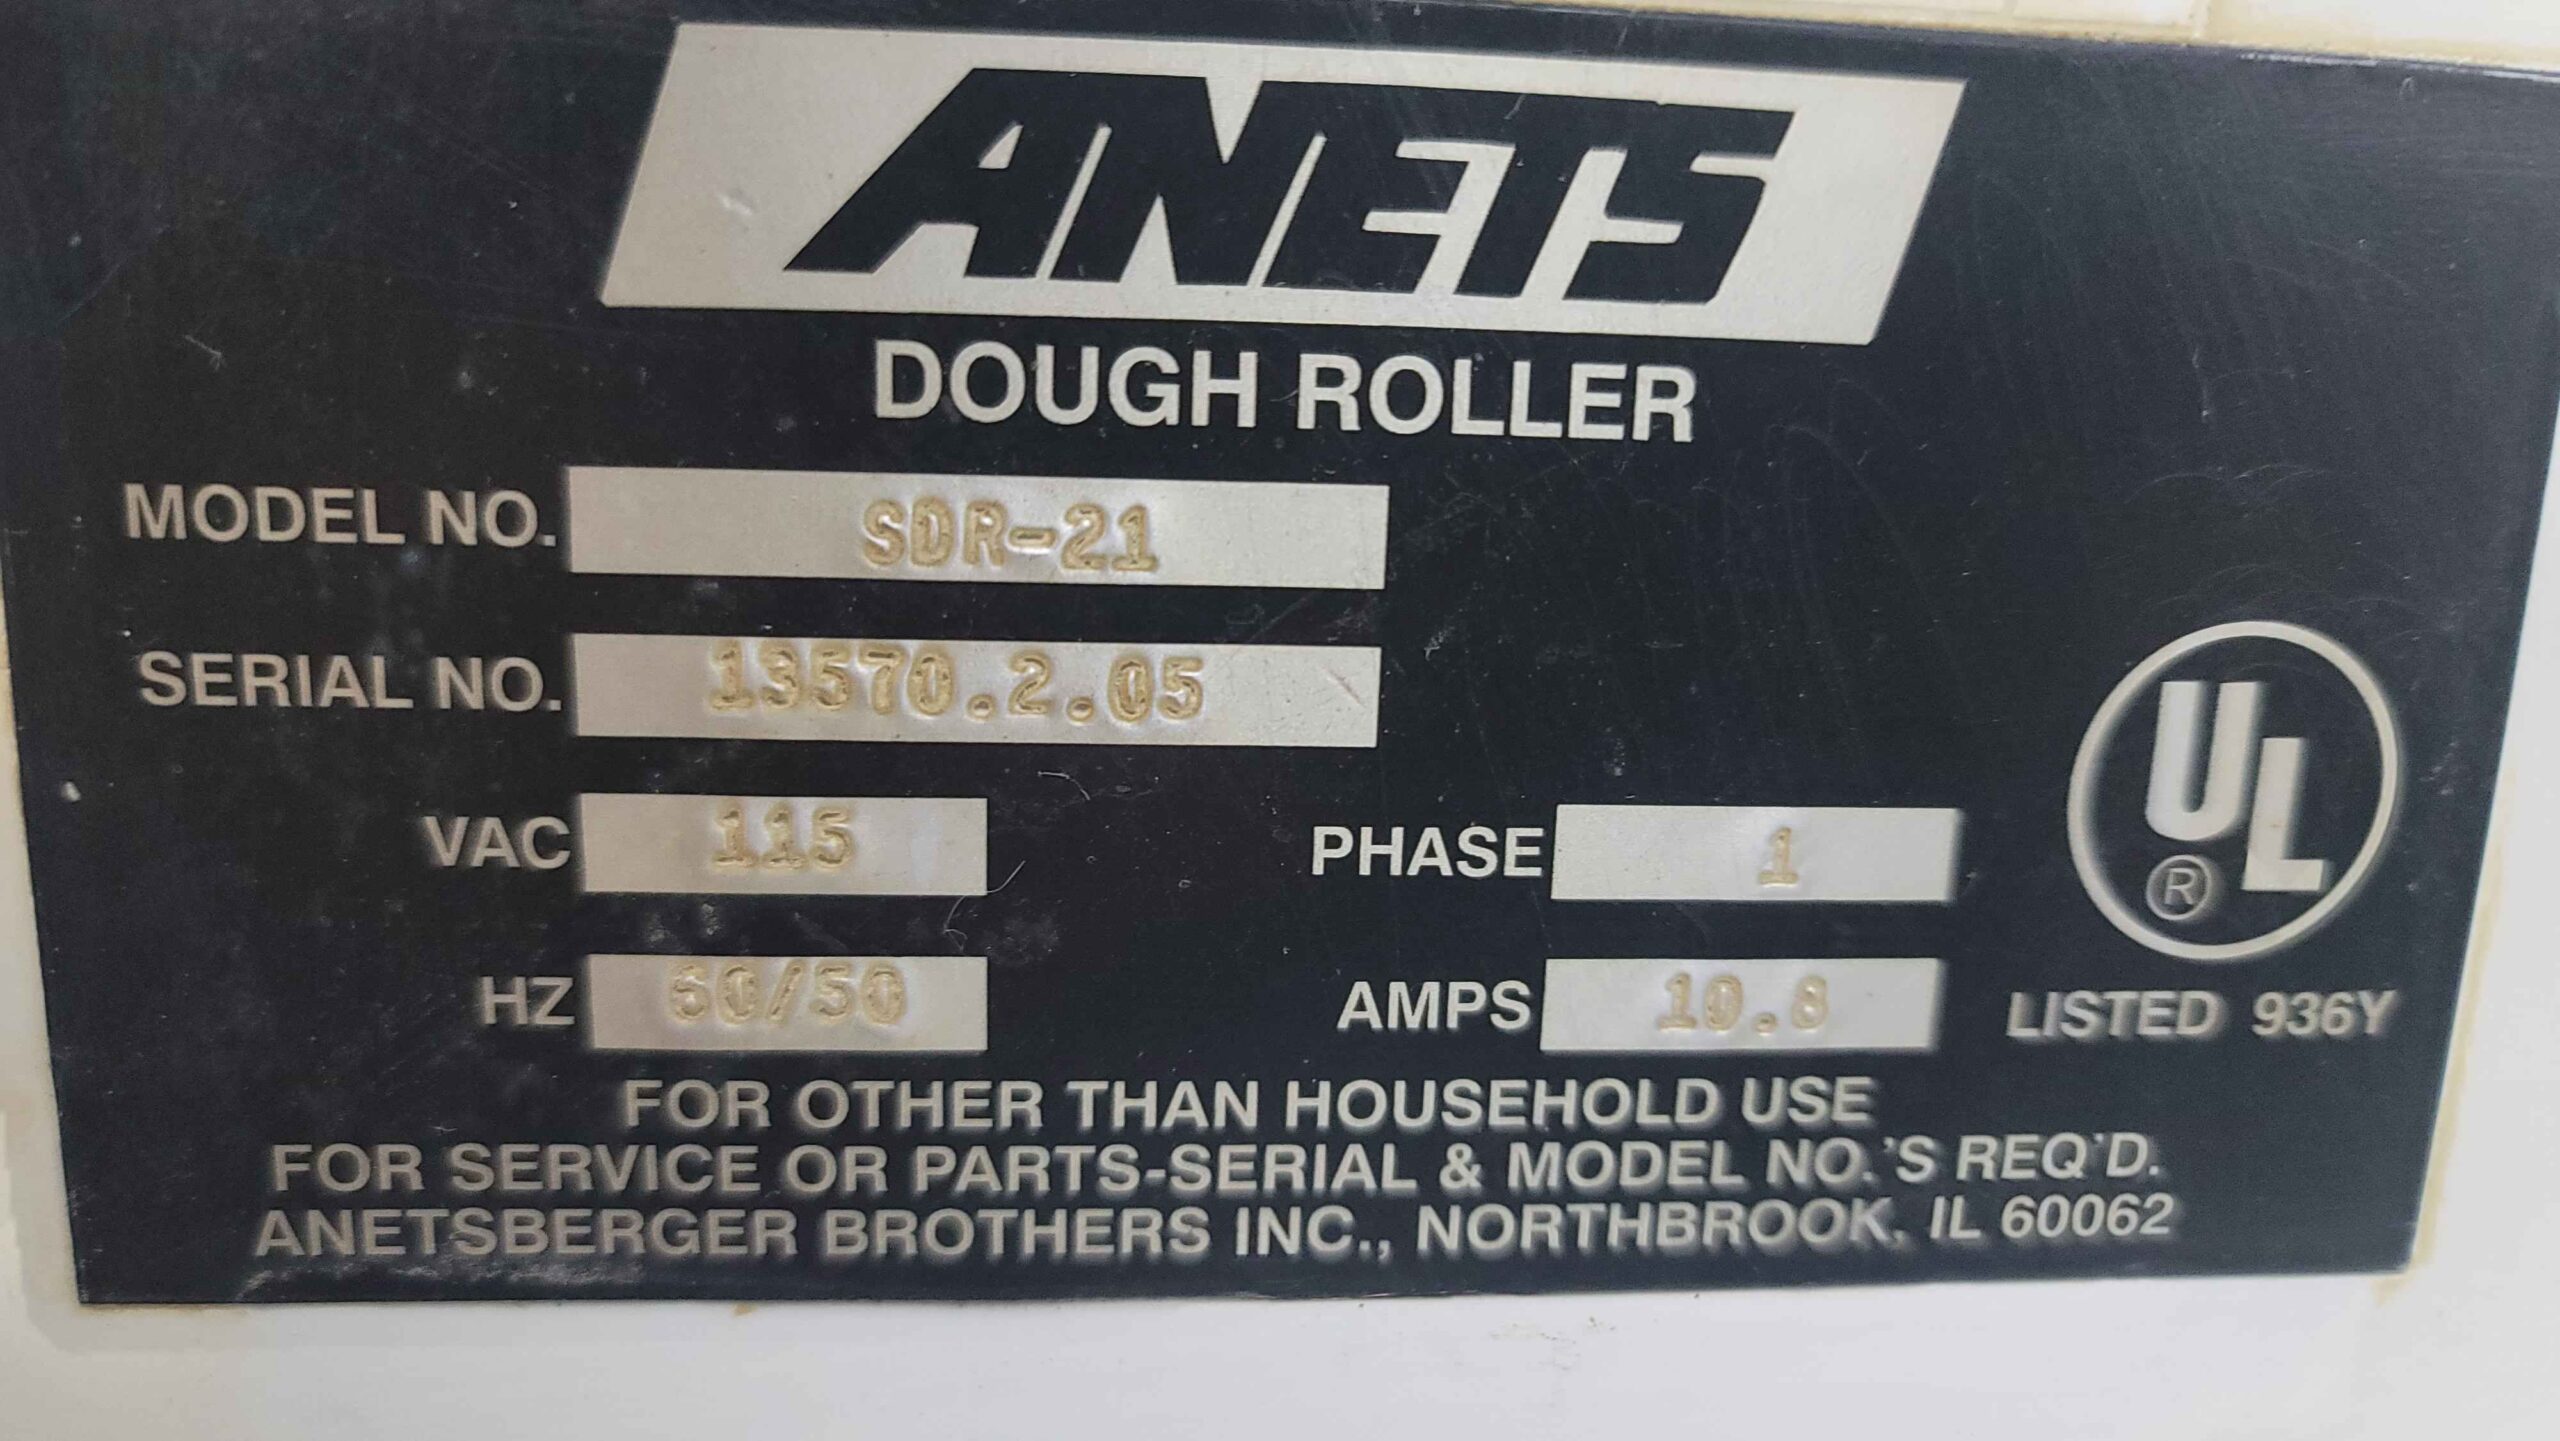 ANETS
DOUGH ROLLER
MODEL NO. SDR-21
SERIAL NO. 13570.2.05
VAC 115 PHASE 1
HZ 60/50 AMPS 10.8
UL
®
LISTED 936Y
FOR OTHER THAN HOUSEHOLD USE
FOR SERVICE OR PARTS-SERIAL & MODEL NO.'S REQ'D.
ANETSBERGER BROTHERS INC., NORTHBROOK, IL 60062